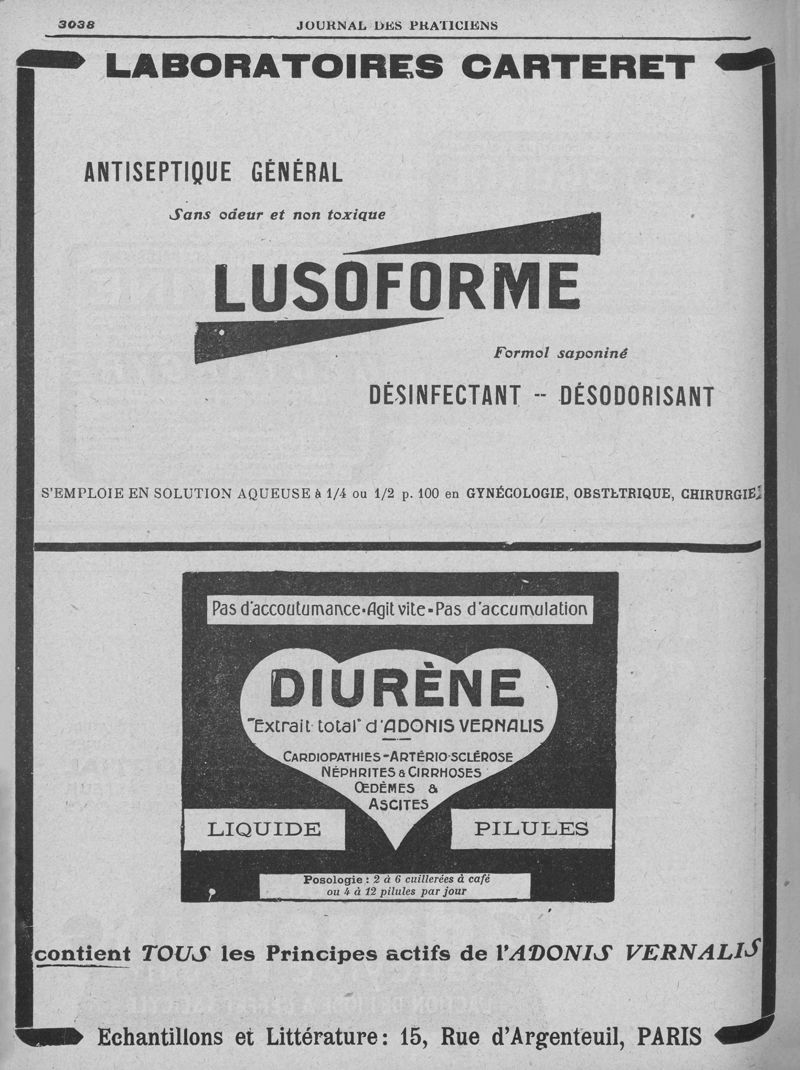 3038
JOURNAL DES PRATICIENS
LABORATOIRES CARTERET
ANTISEPTIQUE GÉNÉRAL
Sans odeur et non toxique
LUSOFORME
Formol saponiné
DÉSINFECTANT -- DÉSODORISANT
S'EMPLOIE EN SOLUTION AQUEUSE à 1/4 ou 1/2 p. 100 en GYNÉCOLOGIE, OBSTÉTRIQUE, CHIRURGIE
Pas d'accoutumance-Agit vite-Pas d'accumulation
DIURÈNE
"Extrait total" d'ADONIS VERNALIS
CARDIOPATHIES-ARTÉRIO-SCLÉROSE
NÉPHRITES & CIRRHOSES
ŒDÈMES &
ASCITES
LIQUIDE
PILULES
Posologie : 2 à 6 cuillerées à café
ou 4 à 12 pilules par jour
contient TOUS les Principes actifs de l'ADONIS VERNALIS
Echantillons et Littérature : 15, Rue d'Argenteuil, PARIS